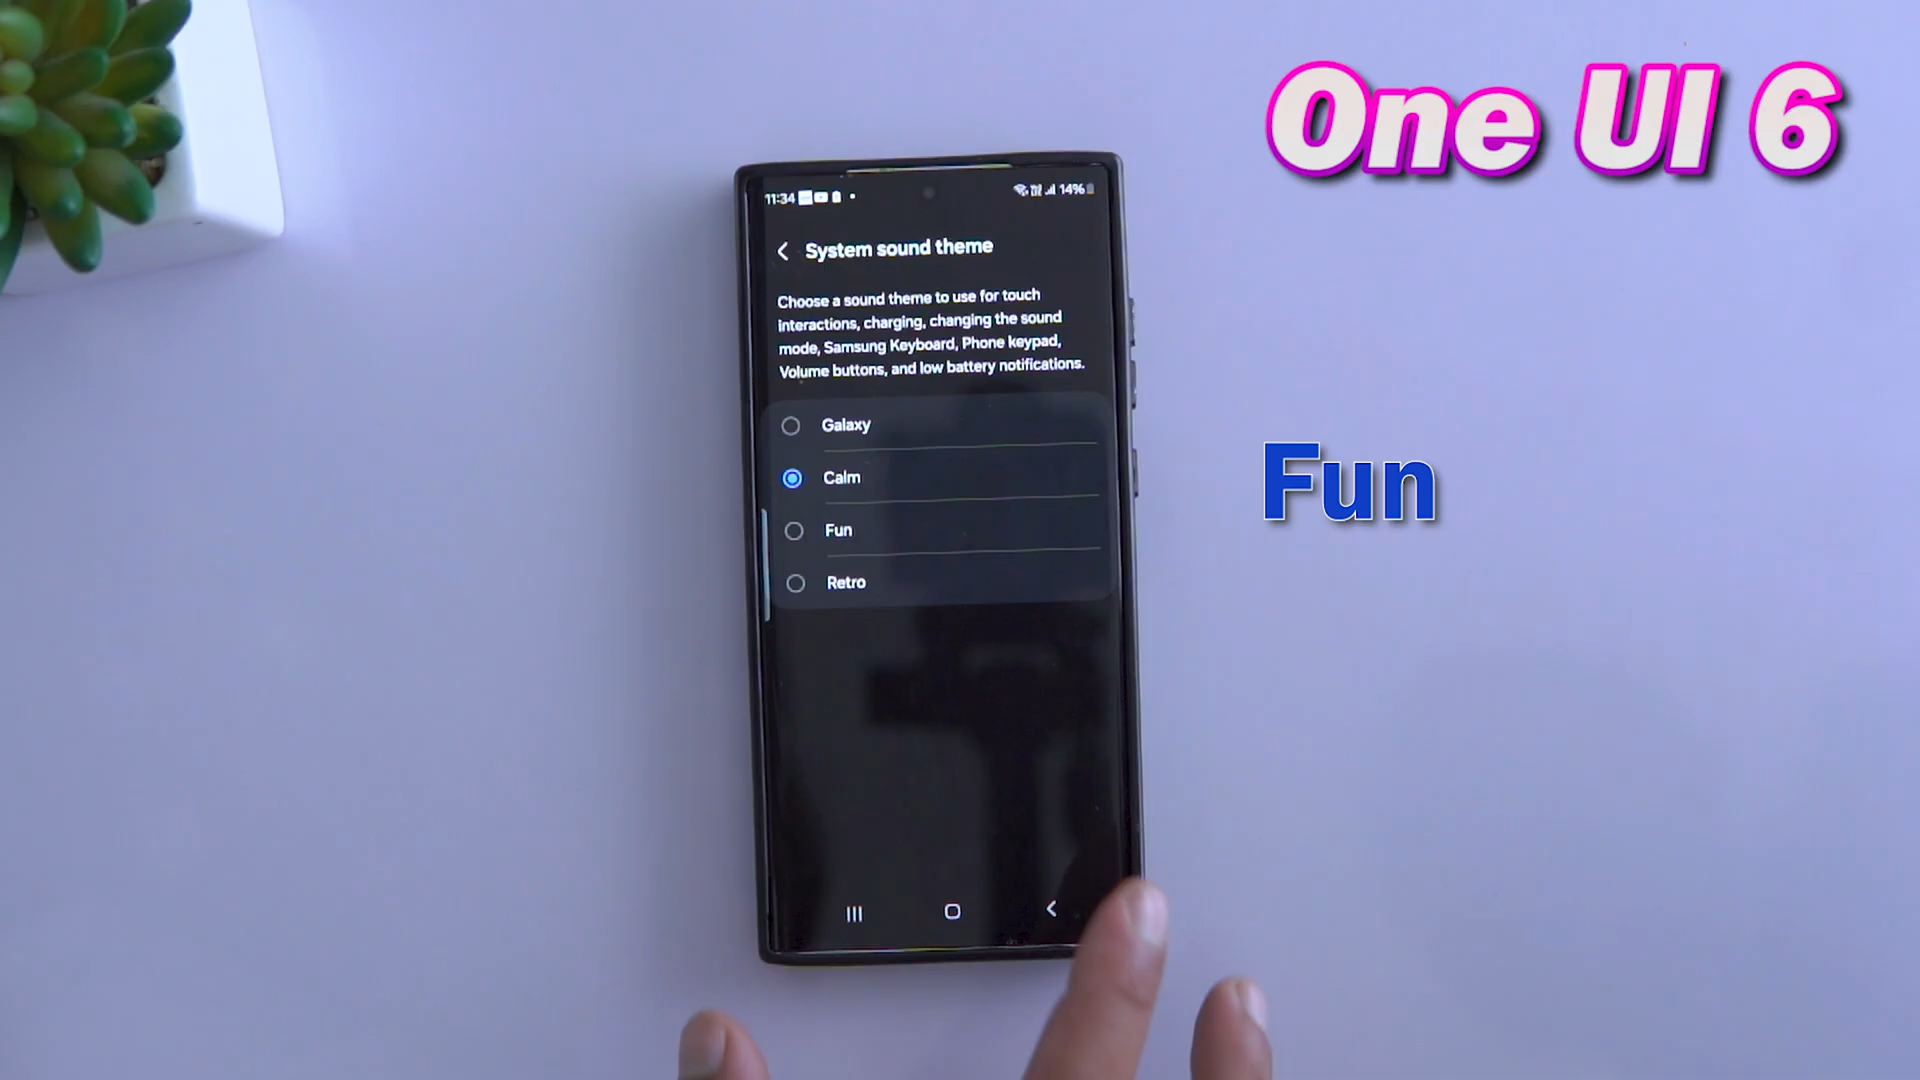 One UI 6
11:34
14%
System sound theme
Choose a sound theme to use for touch
interactions, charging, changing the sound
mode, Samsung Keyboard, Phone keypad,
Volume buttons, and low battery notifications.
Galaxy
Calm
Fun
Fun
Retro